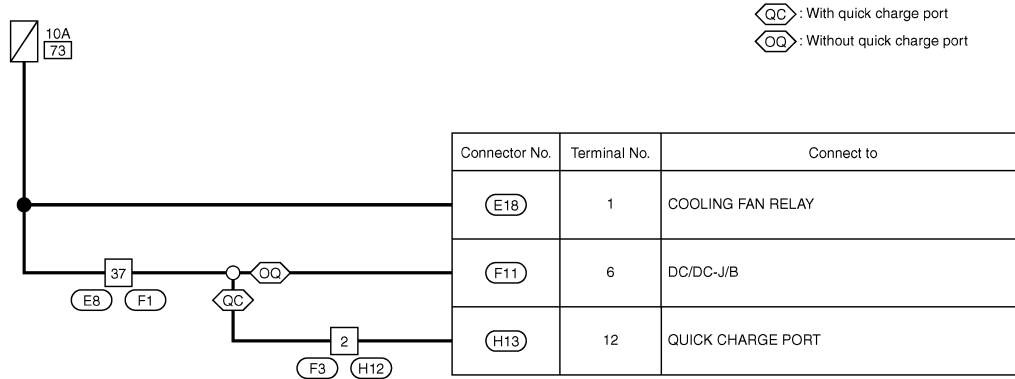 QC : With quick charge port
OQ : Without quick charge port
10A
73
Connector No. Terminal No. Connect to
E18 1 COOLING FAN RELAY
37 OQ F11 6 DC/DC-J/B
E8 F1 QC
2 H13 12 QUICK CHARGE PORT
F3 H12